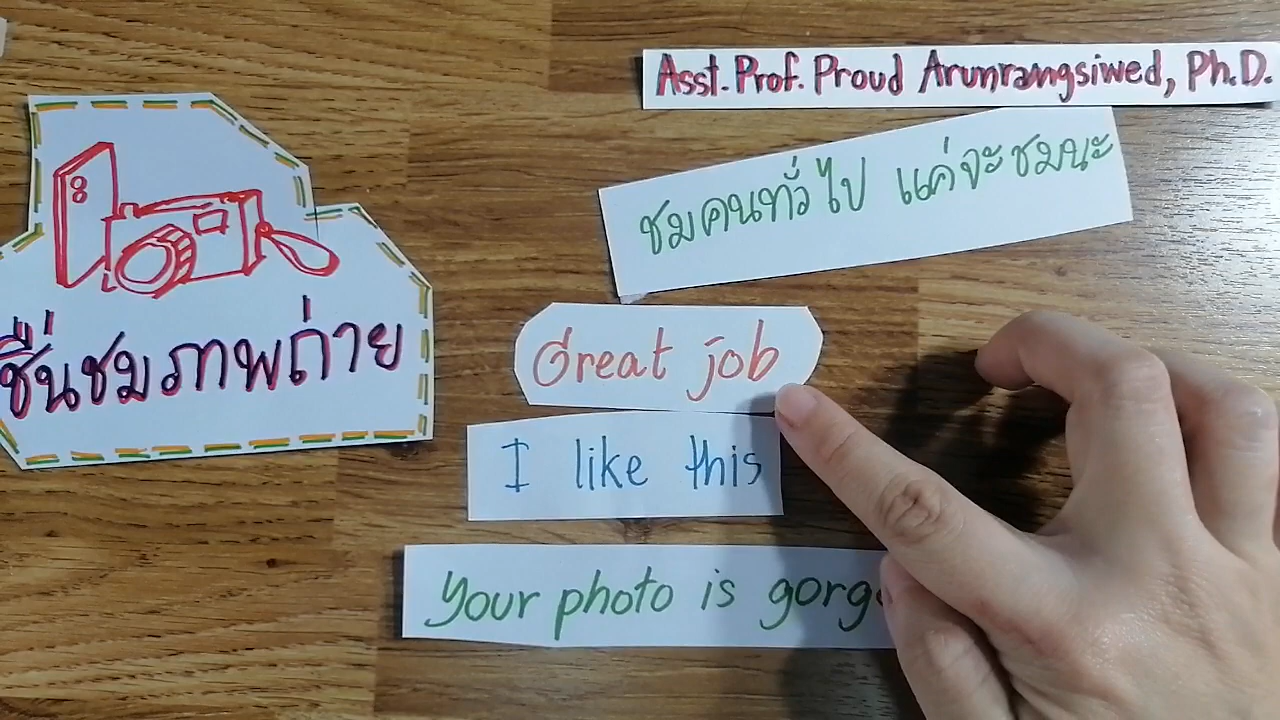 Asst. Prof. Proud Arunrangsiwed, Ph.D.
ชมคนทั่วไป แค่จะชมนะ
ชื่นชมภาพถ่าย
Great job
I like this
Your photo is